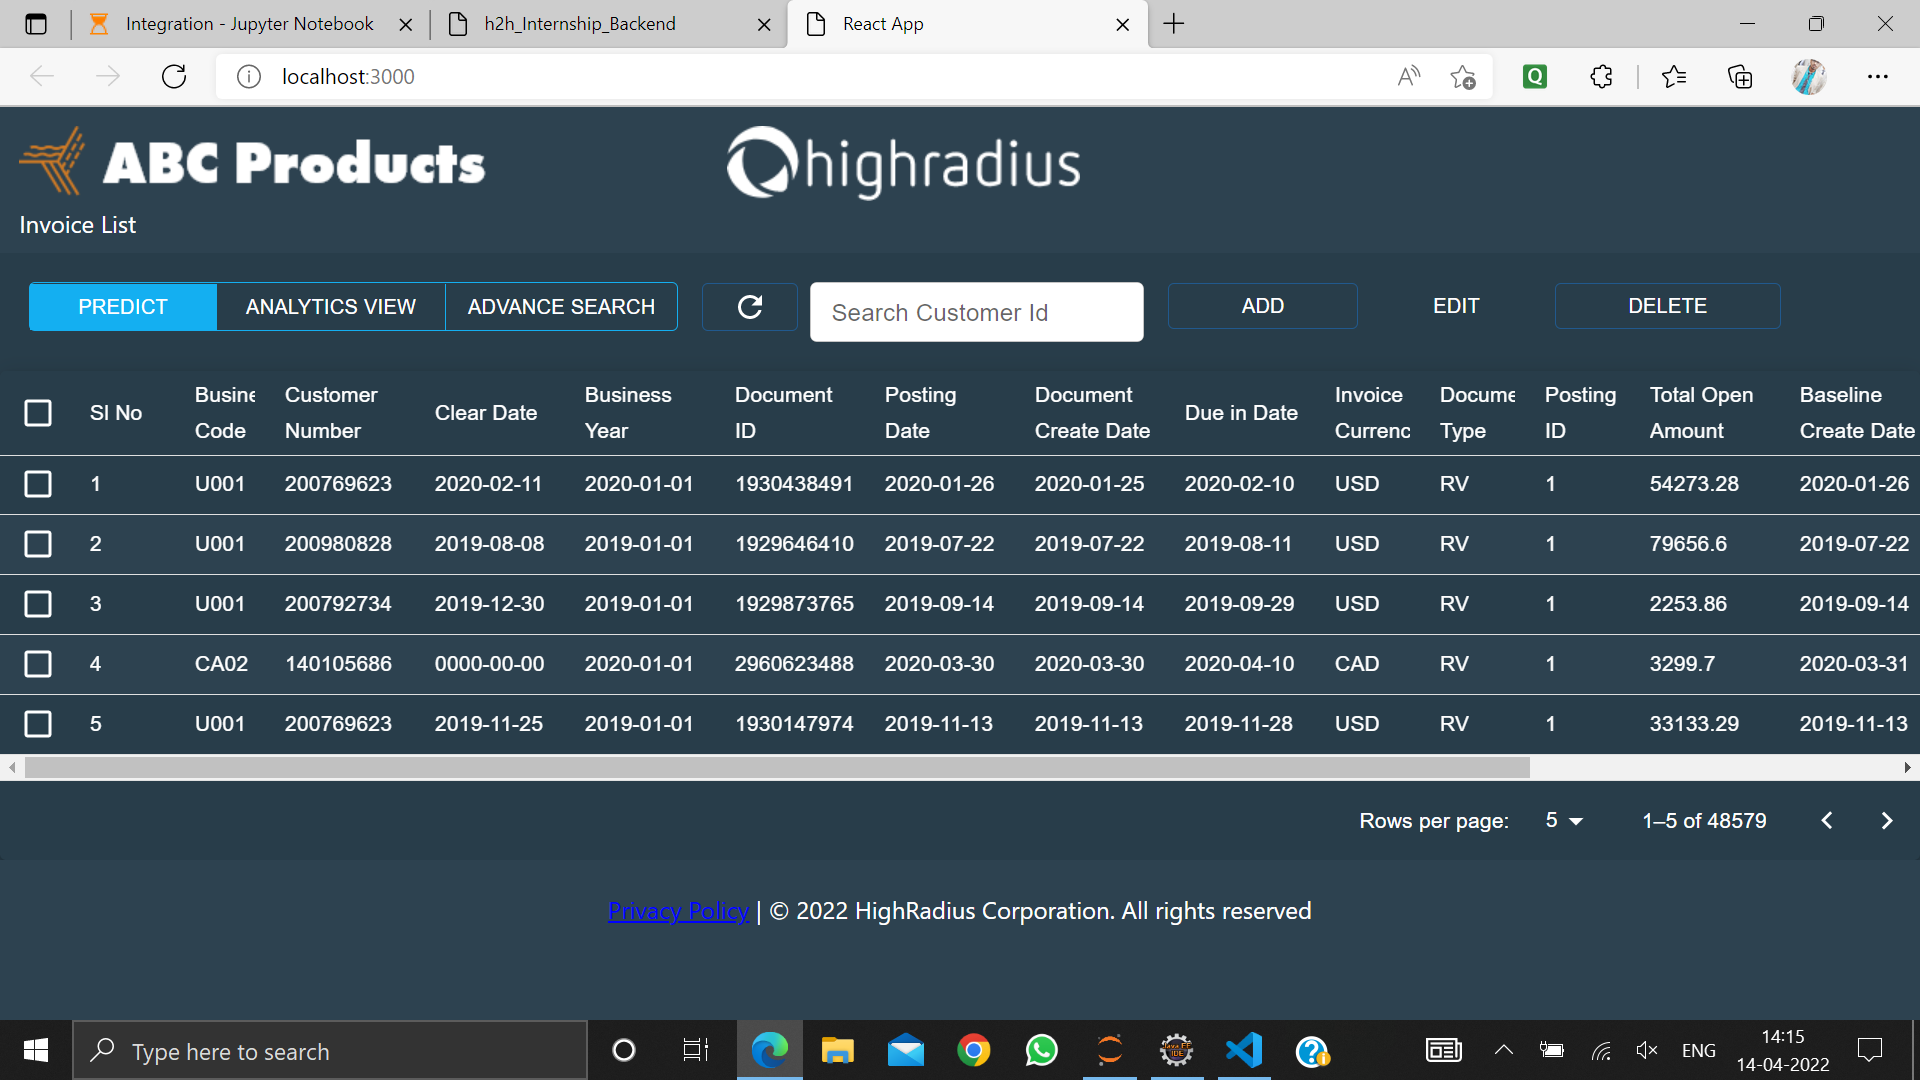 Integration - Jupyter Notebook h2h_Internship_Backend React App
localhost:3000
ABC Products highradius
Invoice List
PREDICT ANALYTICS VIEW ADVANCE SEARCH Search Customer Id ADD EDIT DELETE
Sl No Busine Code Customer Number Clear Date Business Year Document ID Posting Date Document Create Date Due in Date Invoice Currenc Docume Type Posting ID Total Open Amount Baseline Create Date
1 U001 200769623 2020-02-11 2020-01-01 1930438491 2020-01-26 2020-01-25 2020-02-10 USD RV 1 54273.28 2020-01-26
2 U001 200980828 2019-08-08 2019-01-01 1929646410 2019-07-22 2019-07-22 2019-08-11 USD RV 1 79656.6 2019-07-22
3 U001 200792734 2019-12-30 2019-01-01 1929873765 2019-09-14 2019-09-14 2019-09-29 USD RV 1 2253.86 2019-09-14
4 CA02 140105686 0000-00-00 2020-01-01 2960623488 2020-03-30 2020-03-30 2020-04-10 CAD RV 1 3299.7 2020-03-31
5 U001 200769623 2019-11-25 2019-01-01 1930147974 2019-11-13 2019-11-13 2019-11-28 USD RV 1 33133.29 2019-11-13
Rows per page: 5 1–5 of 48579
Privacy Policy | © 2022 HighRadius Corporation. All rights reserved
Type here to search ENG 14:15
14-04-2022